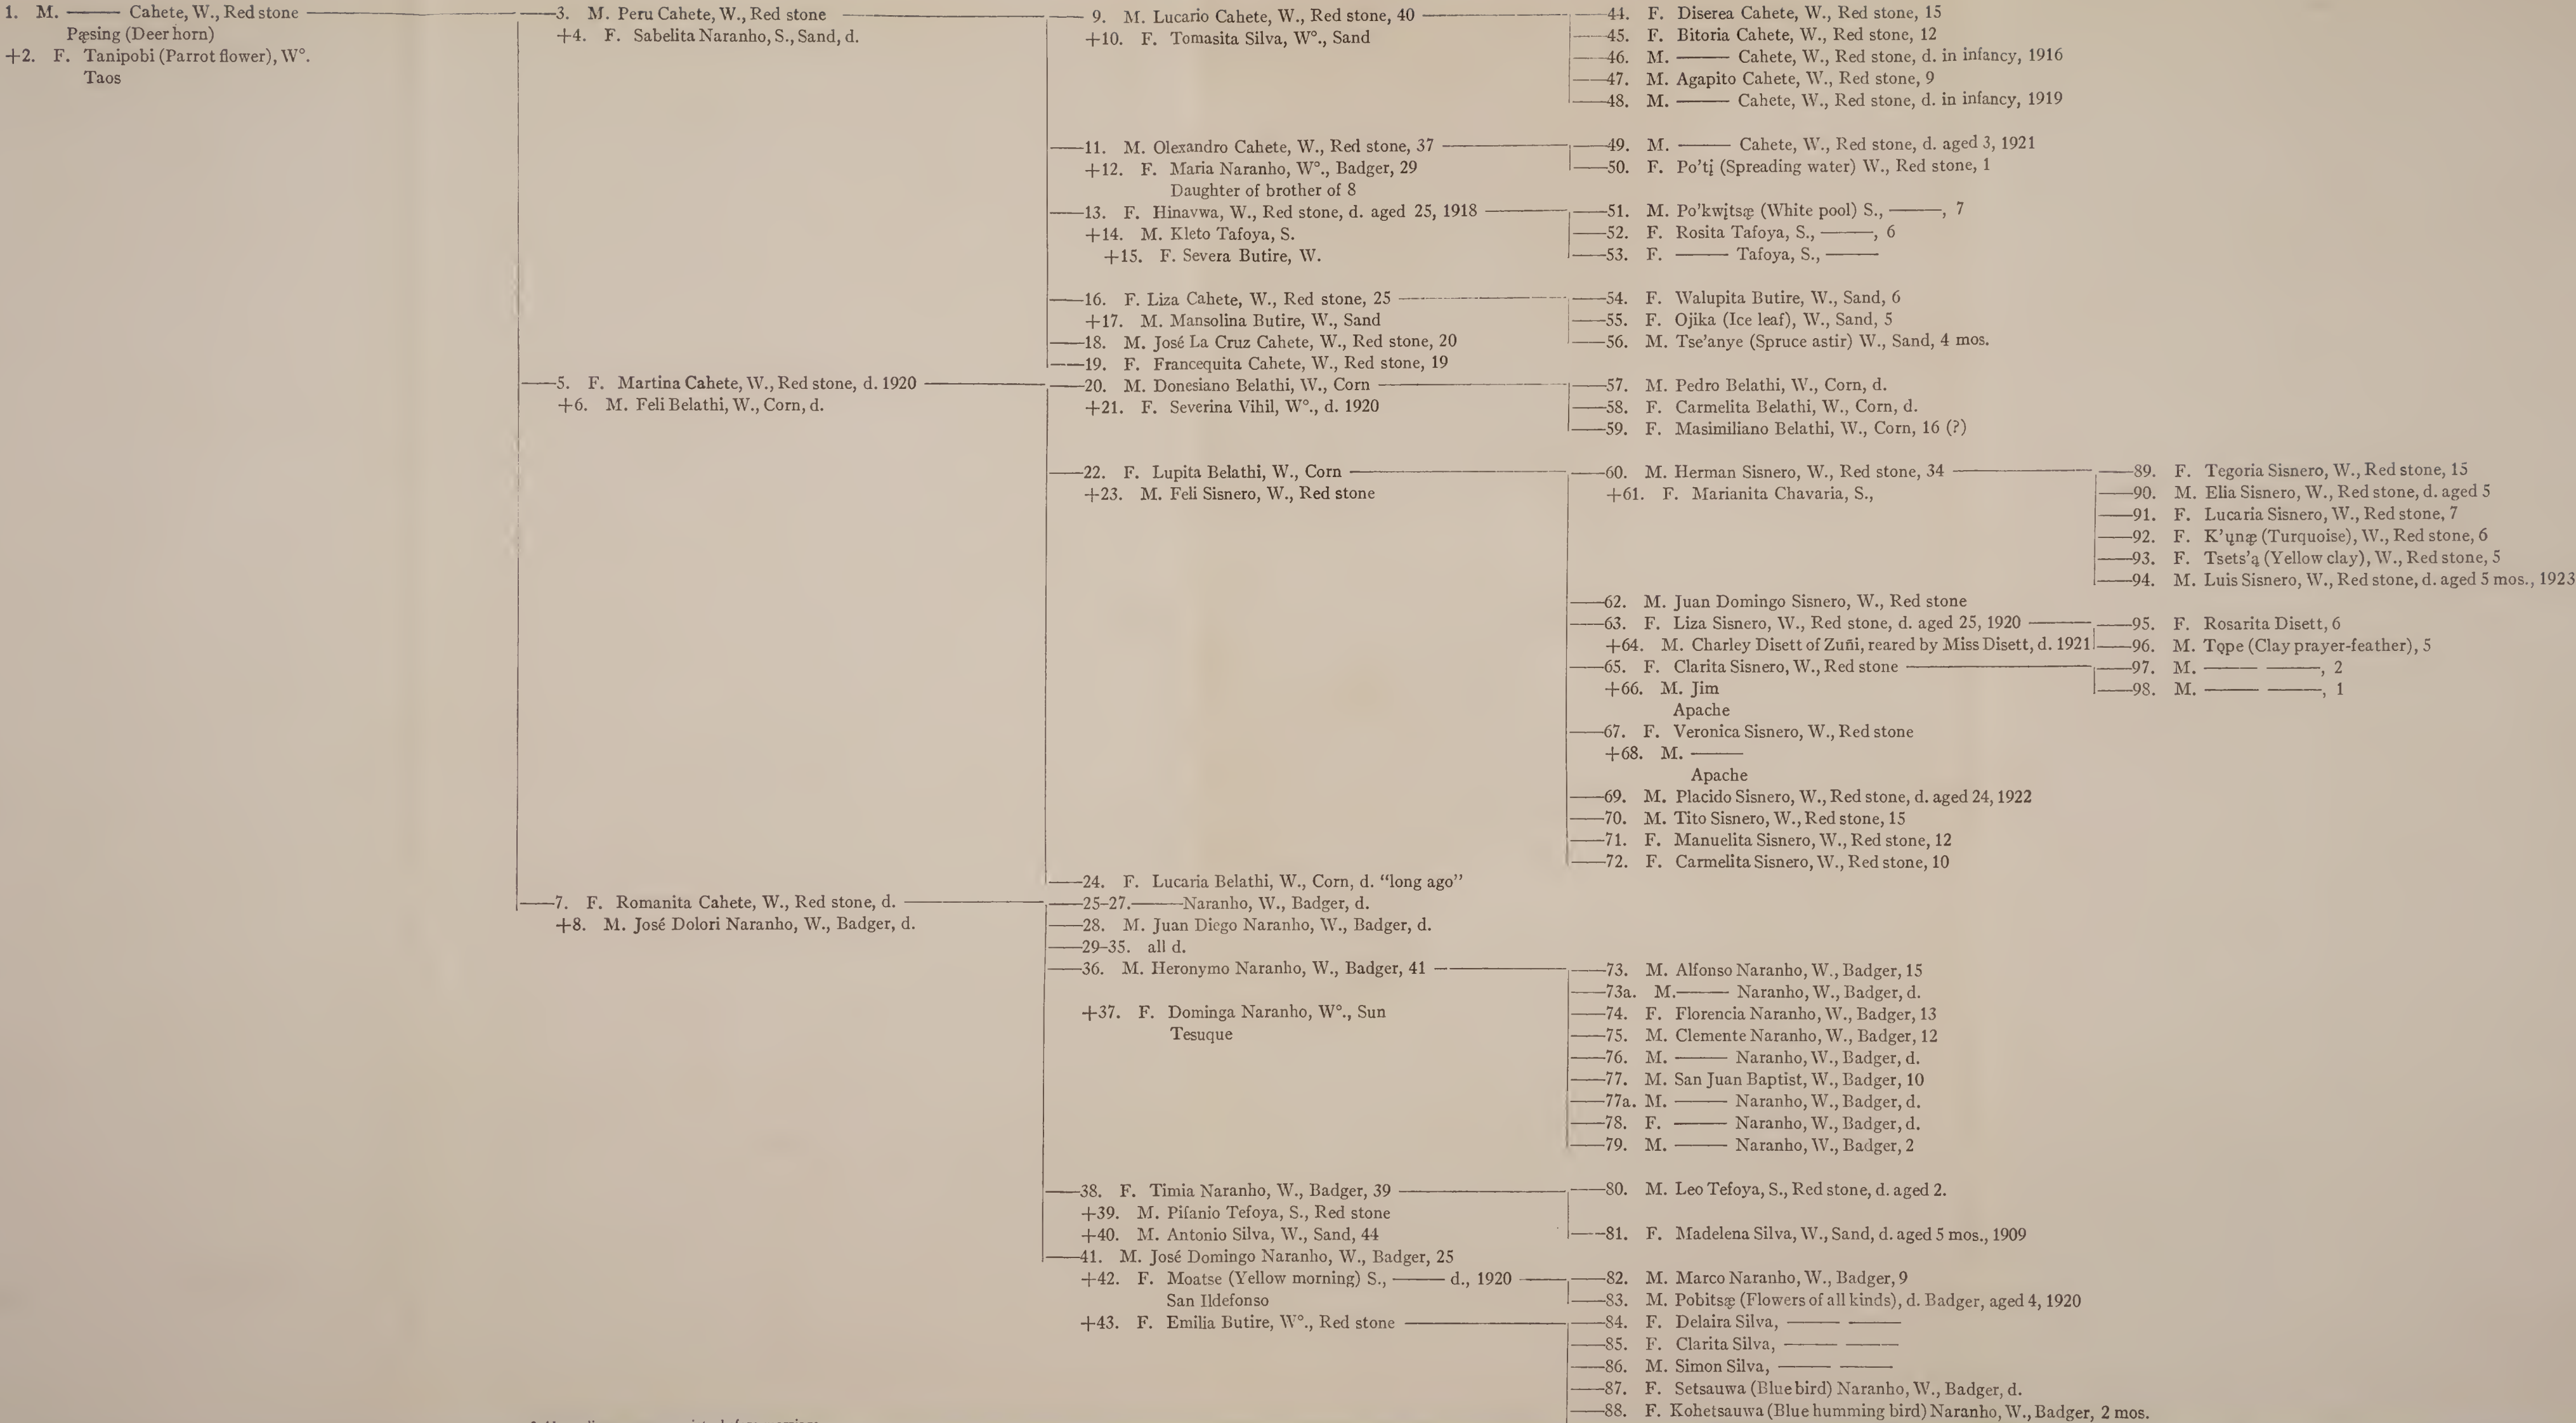 1. M. —— Cahete, W., Red stone
Pæsing (Deer horn)
+2. F. Tanipobi (Parrot flower), W°.
Taos
3. M. Peru Cahete, W., Red stone
+4. F. Sabelita Naranho, S., Sand, d.
5. F. Martina Cahete, W., Red stone, d. 1920
+6. M. Feli Belathi, W., Corn, d.
7. F. Romanita Cahete, W., Red stone, d.
+8. M. José Dolori Naranho, W., Badger, d.
9. M. Lucario Cahete, W., Red stone, 40
+10. F. Tomasita Silva, W°., Sand
11. M. Olexandro Cahete, W., Red stone, 37
+12. F. Maria Naranho, W°., Badger, 29
Daughter of brother of 8
13. F. Hinavwa, W., Red stone, d. aged 25, 1918
+14. M. Kleto Tafoya, S.
+15. F. Severa Butire, W.
16. F. Liza Cahete, W., Red stone, 25
+17. M. Mansolina Butire, W., Sand
18. M. José La Cruz Cahete, W., Red stone, 20
19. F. Francequita Cahete, W., Red stone, 19
20. M. Donesiano Belathi, W., Corn
+21. F. Severina Vihil, W°., d. 1920
22. F. Lupita Belathi, W., Corn
+23. M. Feli Sisnero, W., Red stone
24. F. Lucaria Belathi, W., Corn, d. “long ago”
25–27. —— Naranho, W., Badger, d.
28. M. Juan Diego Naranho, W., Badger, d.
29–35. all d.
36. M. Heronymo Naranho, W., Badger, 41
+37. F. Dominga Naranho, W°., Sun
Tesuque
38. F. Timia Naranho, W., Badger, 39
+39. M. Pifanio Tefoya, S., Red stone
+40. M. Antonio Silva, W., Sand, 44
41. M. José Domingo Naranho, W., Badger, 25
+42. F. Moatse (Yellow morning) S., —— d., 1920
San Ildefonso
+43. F. Emilia Butire, W°., Red stone
44. F. Diserea Cahete, W., Red stone, 15
45. F. Bitoria Cahete, W., Red stone, 12
46. M. —— Cahete, W., Red stone, d. in infancy, 1916
47. M. Agapito Cahete, W., Red stone, 9
48. M. —— Cahete, W., Red stone, d. in infancy, 1919
49. M. —— Cahete, W., Red stone, d. aged 3, 1921
50. F. Po'tį (Spreading water) W., Red stone, 1
51. M. Po'kwįtsæ (White pool) S., ——, 7
52. F. Rosita Tafoya, S., ——, 6
53. F. —— Tafoya, S., ——
54. F. Walupita Butire, W., Sand, 6
55. F. Ojika (Ice leaf), W., Sand, 5
56. M. Tse'anye (Spruce astir) W., Sand, 4 mos.
57. M. Pedro Belathi, W., Corn, d.
58. F. Carmelita Belathi, W., Corn, d.
59. F. Masimiliano Belathi, W., Corn, 16 (?)
60. M. Herman Sisnero, W., Red stone, 34
+61. F. Marianita Chavaria, S.,
62. M. Juan Domingo Sisnero, W., Red stone
63. F. Liza Sisnero, W., Red stone, d. aged 25, 1920
+64. M. Charley Disett of Zuñi, reared by Miss Disett, d. 1921
65. F. Clarita Sisnero, W., Red stone
+66. M. Jim
Apache
67. F. Veronica Sisnero, W., Red stone
+68. M. ——
Apache
69. M. Placido Sisnero, W., Red stone, d. aged 24, 1922
70. M. Tito Sisnero, W., Red stone, 15
71. F. Manuelita Sisnero, W., Red stone, 12
72. F. Carmelita Sisnero, W., Red stone, 10
73. M. Alfonso Naranho, W., Badger, 15
73a. M. —— Naranho, W., Badger, d.
74. F. Florencia Naranho, W., Badger, 13
75. M. Clemente Naranho, W., Badger, 12
76. M. —— Naranho, W., Badger, d.
77. M. San Juan Baptist, W., Badger, 10
77a. M. —— Naranho, W., Badger, d.
78. F. —— Naranho, W., Badger, d.
79. M. —— Naranho, W., Badger, 2
80. M. Leo Tefoya, S., Red stone, d. aged 2.
81. F. Madelena Silva, W., Sand, d. aged 5 mos., 1909
82. M. Marco Naranho, W., Badger, 9
83. M. Pobitsæ (Flowers of all kinds), d. Badger, aged 4, 1920
84. F. Delaira Silva, —— ——
85. F. Clarita Silva, —— ——
86. M. Simon Silva, —— ——
87. F. Setsauwa (Blue bird) Naranho, W., Badger, d.
88. F. Kohetsauwa (Blue humming bird) Naranho, W., Badger, 2 mos.
89. F. Tegoria Sisnero, W., Red stone, 15
90. M. Elia Sisnero, W., Red stone, d. aged 5
91. F. Lucaria Sisnero, W., Red stone, 7
92. F. K'ųnæ (Turquoise), W., Red stone, 6
93. F. Tsets'ą (Yellow clay), W., Red stone, 5
94. M. Luis Sisnero, W., Red stone, d. aged 5 mos., 1923
95. F. Rosarita Disett, 6
96. M. Tǫpe (Clay prayer-feather), 5
97. M. —— ——, 2
98. M. —— ——, 1